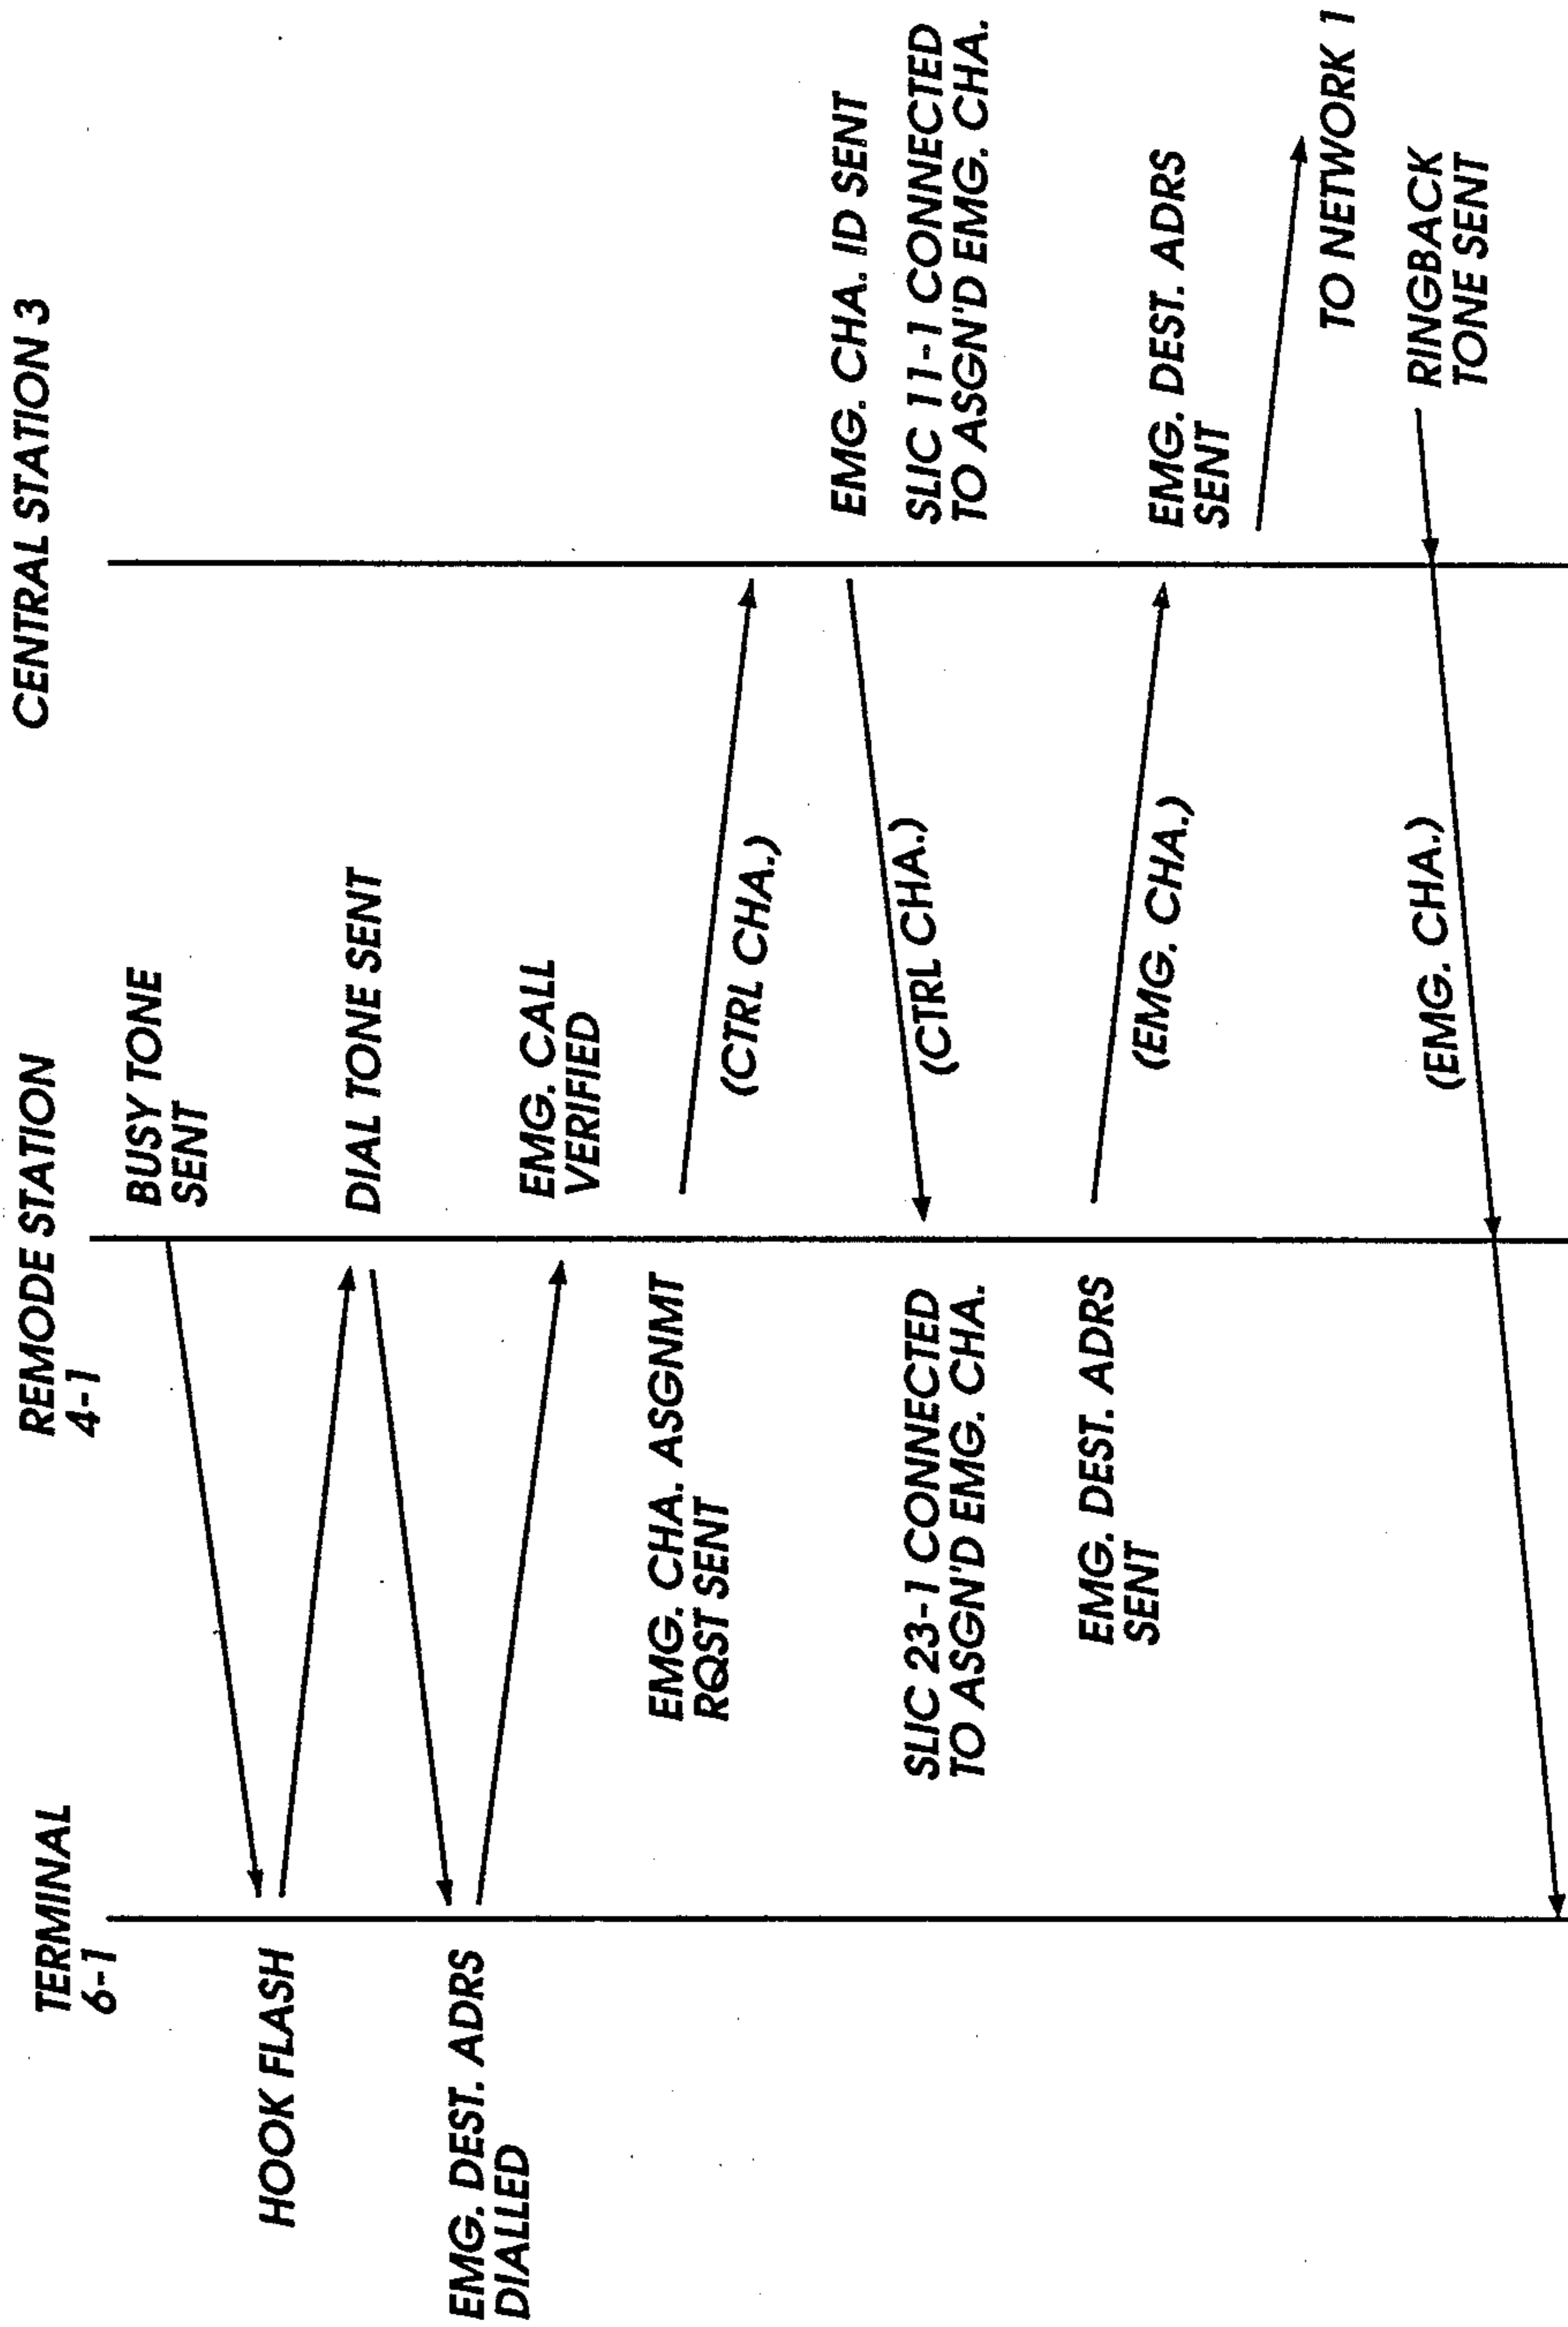 TERMINAL
6-1
REMODE STATION
4-1
CENTRAL STATION 3
BUSY TONE
SENT
HOOK FLASH
DIAL TONE SENT
EMG. DEST. ADRS
DIALLED
EMG. CALL
VERIFIED
EMG. CHA. ASGNMT
RQST SENT
(CTRL CHA.)
EMG. CHA. ID SENT
(CTRL CHA.)
SLIC 23-1 CONNECTED
TO ASGN'D EMG. CHA.
SLIC 11-1 CONNECTED
TO ASGN'D EMG. CHA.
EMG. DEST. ADRS
SENT
(EMG. CHA.)
EMG. DEST. ADRS
SENT
TO NETWORK 1
RINGBACK
TONE SENT
(EMG. CHA.)